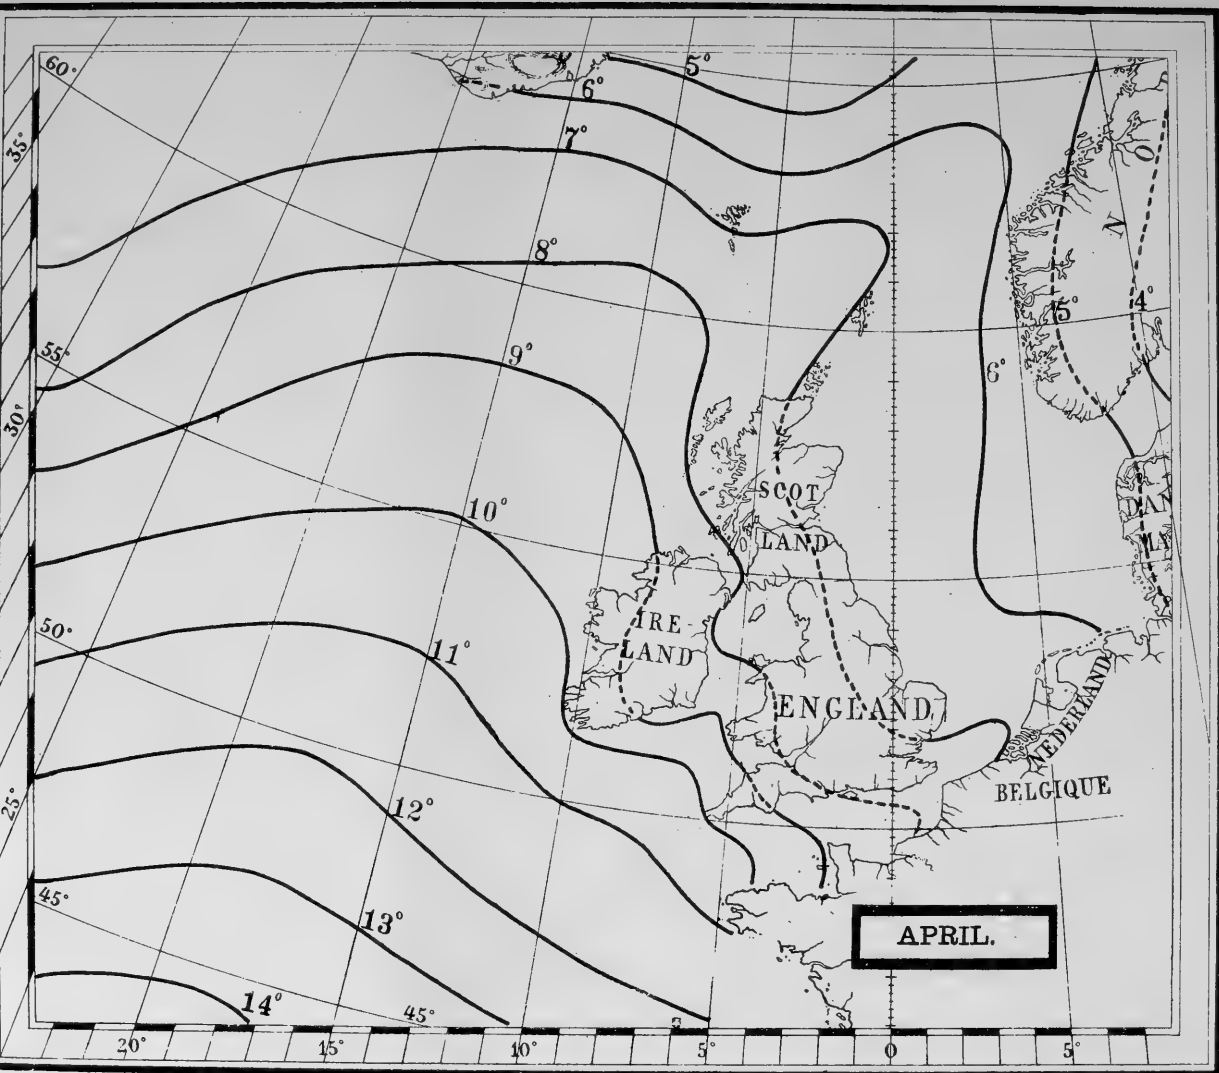 60°
5°
6°
7°
35°
O
N
8°
5°
4°
55°
9°
6°
30°
10°
SCOT
LAND
DAN
MA
50°
IRE-
LAND
11°
ENGLAND
NEDERLAND
BELGIQUE
25°
12°
45°
13°
APRIL.
14°
45°
20°
15°
10°
5°
0
5°